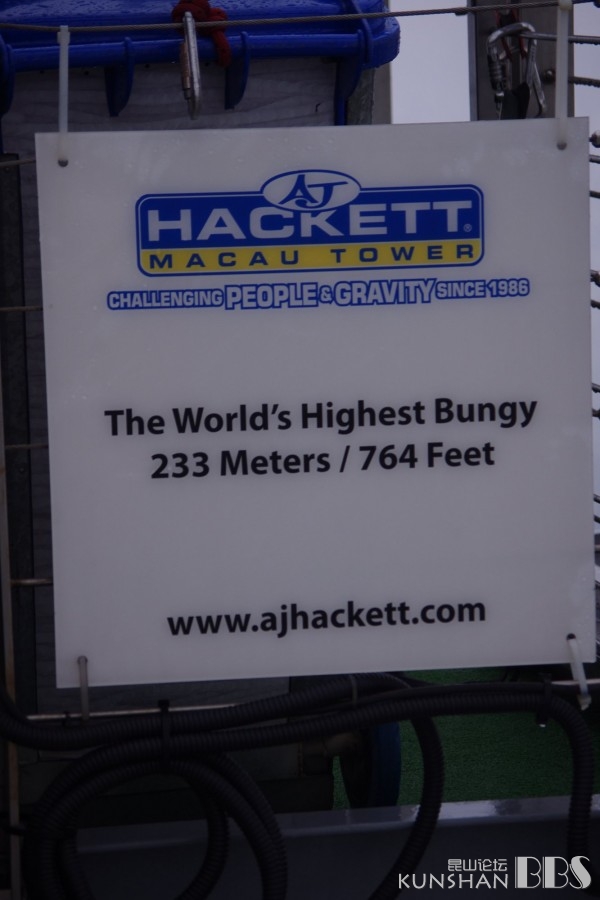 AJ
HACKETT®
MACAU TOWER
CHALLENGING PEOPLE & GRAVITY SINCE 1986
The World's Highest Bungy
233 Meters / 764 Feet
www.ajhackett.com
昆山论坛
KUNSHAN BBS